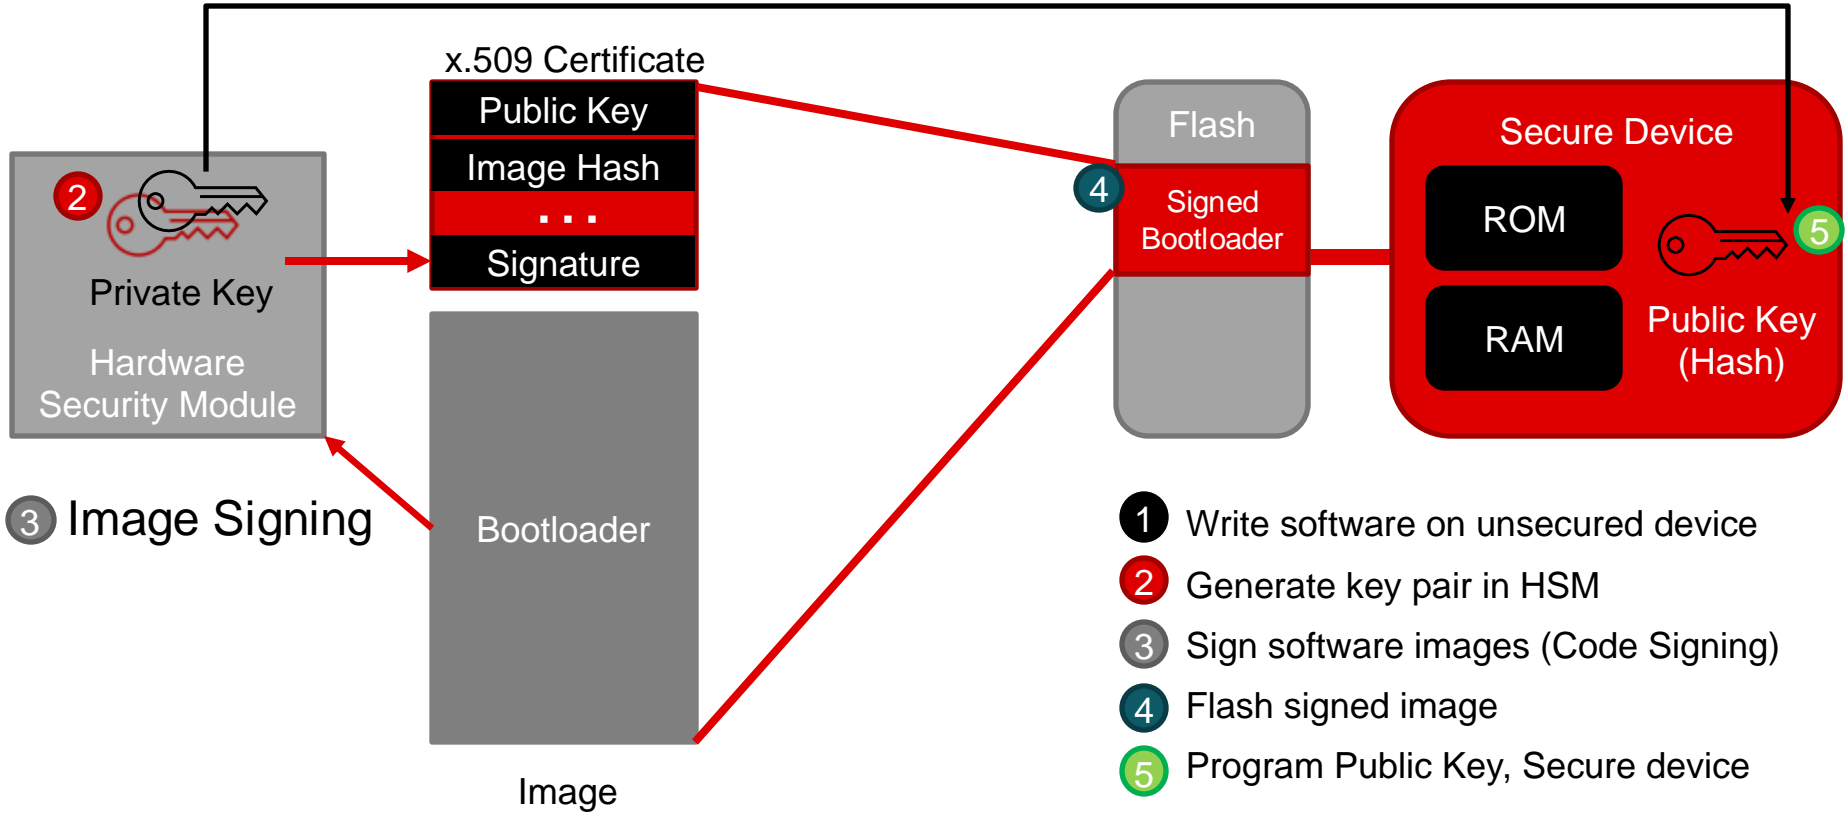 x.509 Certificate
Public Key
Image Hash
. . .
Signature
2
Private Key
Hardware
Security Module
3 Image Signing
Bootloader
Image
Flash
4
Signed
Bootloader
Secure Device
ROM
RAM
5
Public Key
(Hash)
1 Write software on unsecured device
2 Generate key pair in HSM
3 Sign software images (Code Signing)
4 Flash signed image
5 Program Public Key, Secure device